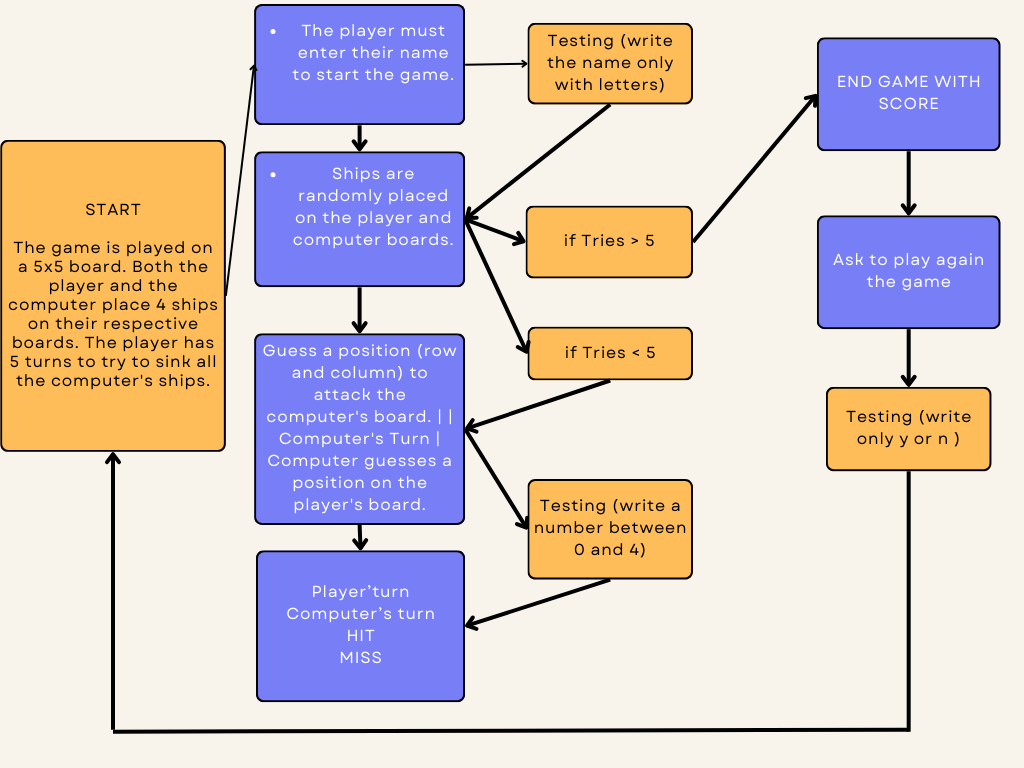 START
The game is played on
a 5x5 board. Both the
player and the
computer place 4 ships
on their respective
boards. The player has
5 turns to try to sink all
the computer's ships.
• The player must
enter their name
to start the game.
Testing (write
the name only
with letters)
• Ships are
randomly placed
on the player and
computer boards.
if Tries > 5
if Tries < 5
Guess a position (row
and column) to
attack the
computer's board. | |
Computer's Turn |
Computer guesses a
position on the
player's board.
Testing (write a
number between
0 and 4)
Player’turn
Computer’s turn
HIT
MISS
END GAME WITH
SCORE
Ask to play again
the game
Testing (write
only y or n )